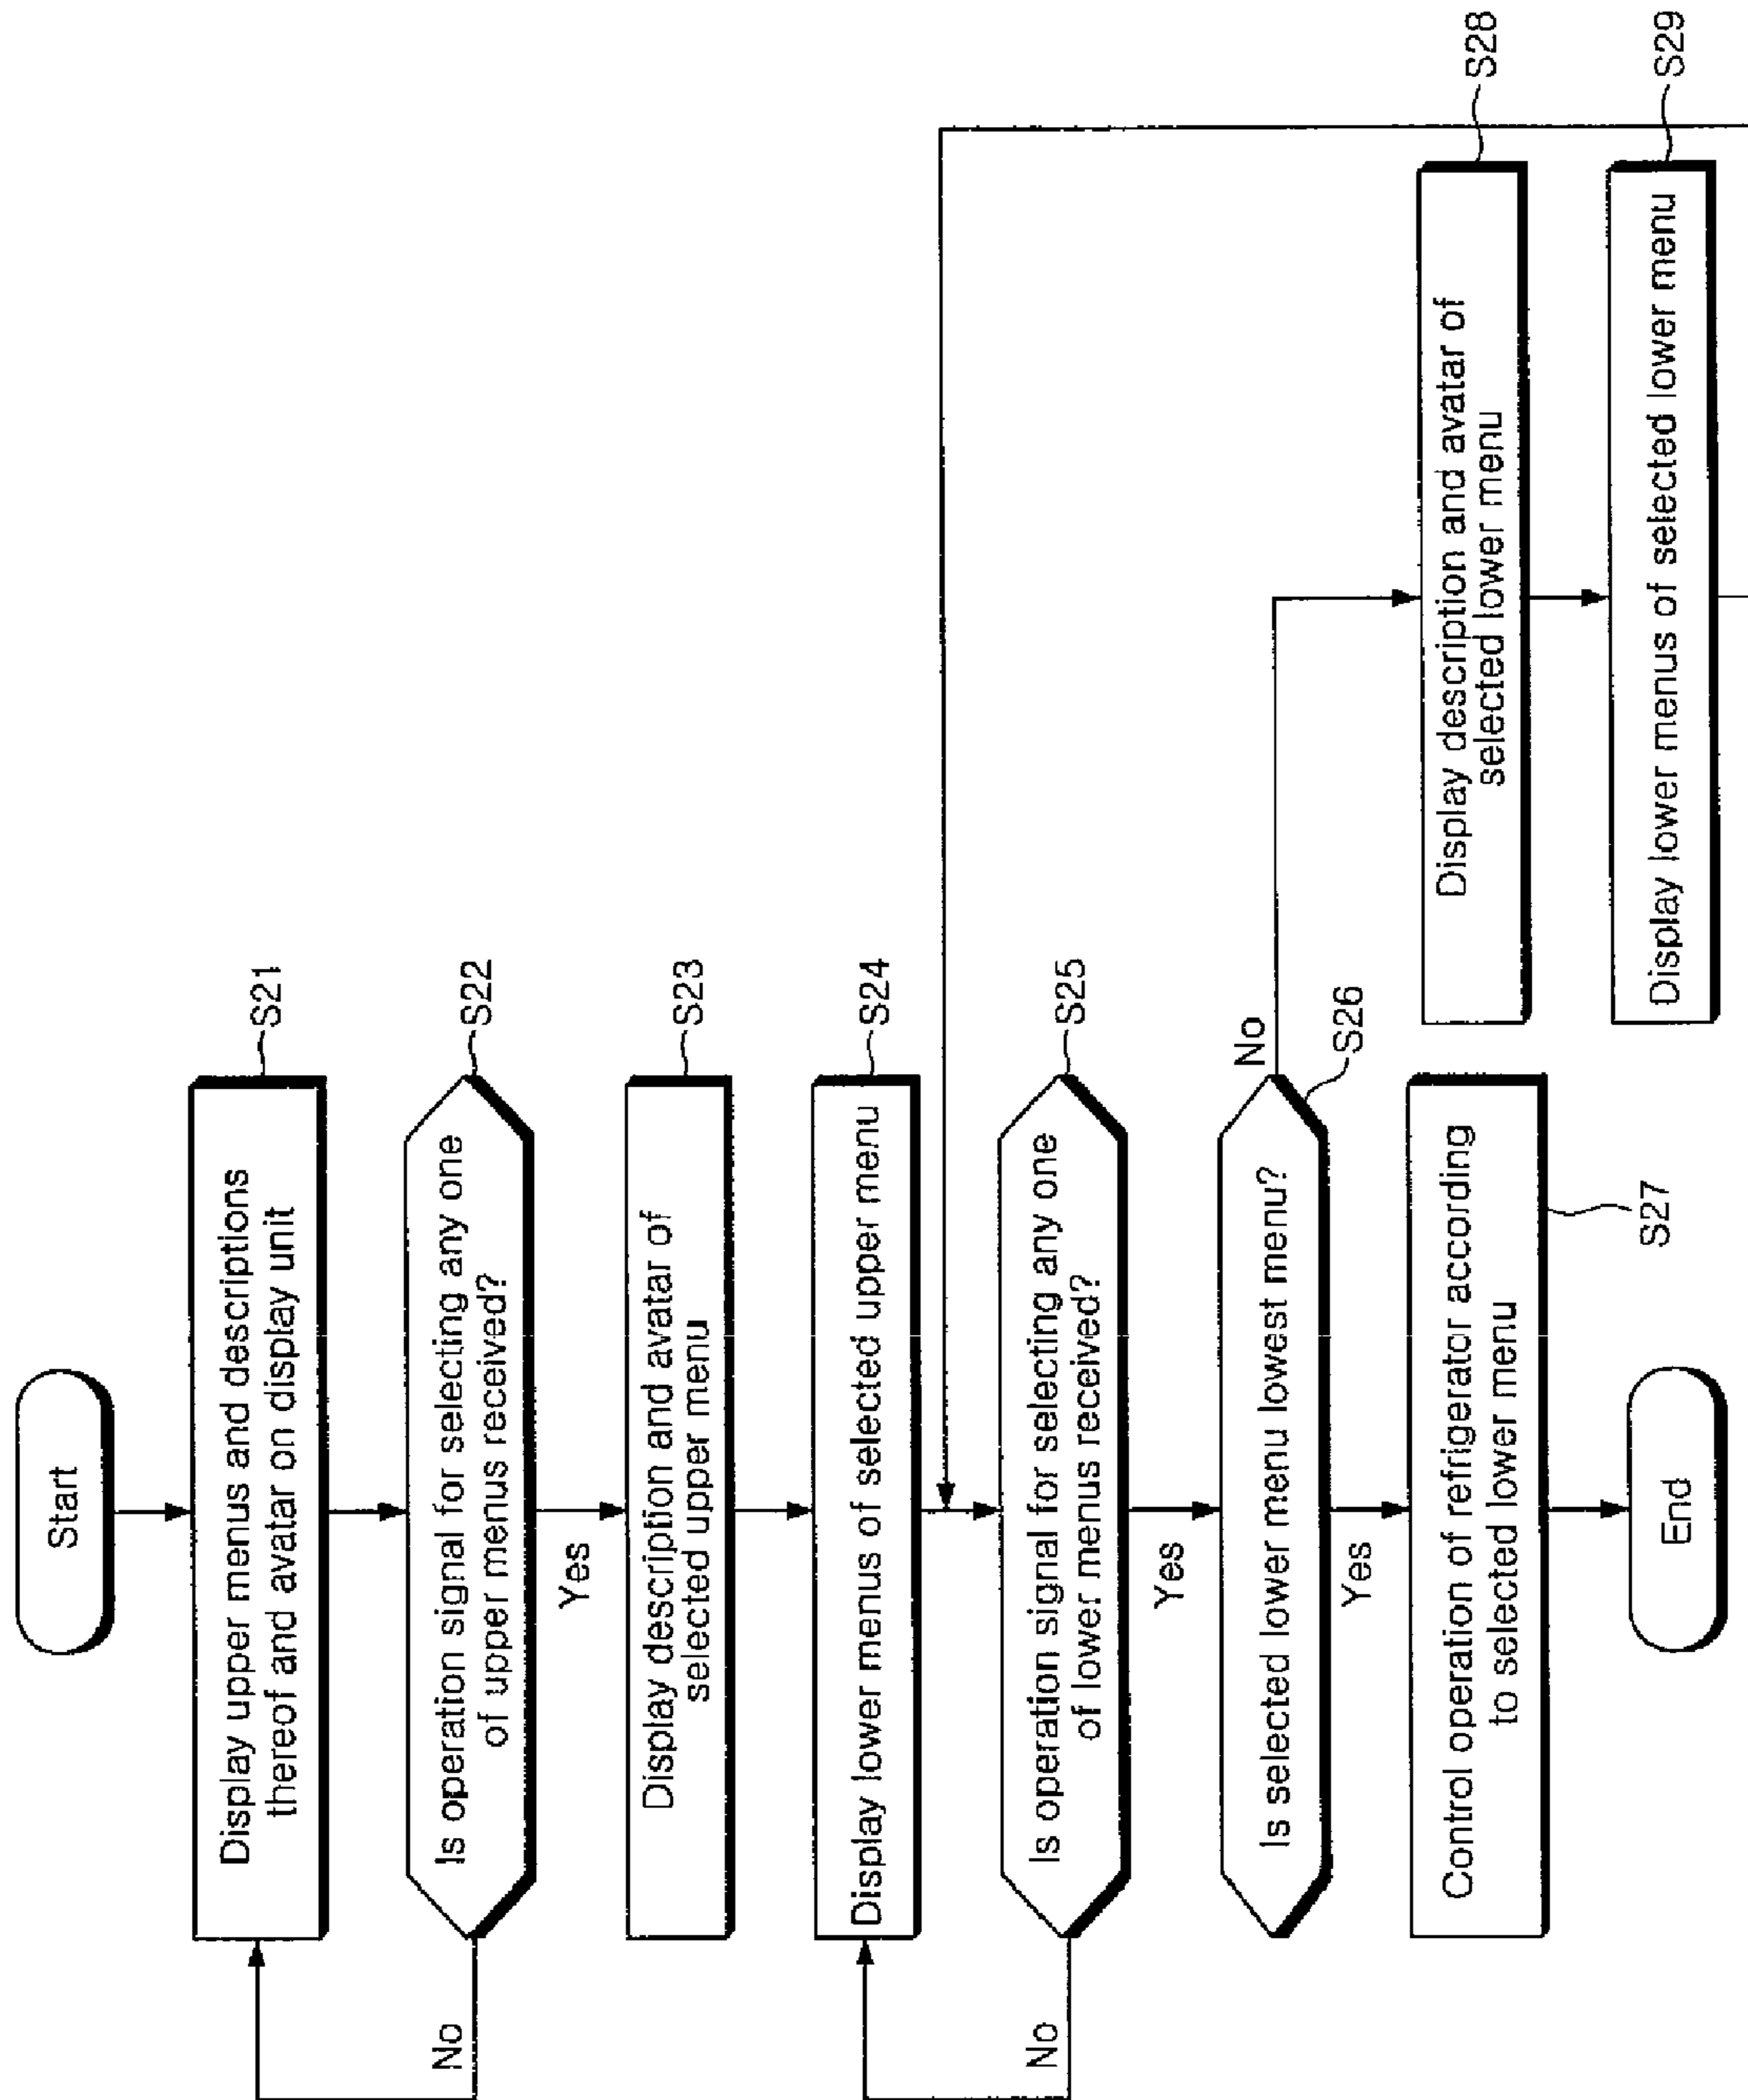 Start
Display upper menus and descriptions
thereof and avatar on display unit
S21
Is operation signal for selecting any one
of upper menus received?
S22
No
Yes
Display description and avatar of
selected upper menu
S23
Display lower menus of selected upper menu
S24
Is operation signal for selecting any one
of lower menus received?
S25
No
Yes
Is selected lower menu lowest menu?
S26
No
Yes
Control operation of refrigerator according
to selected lower menu
S27
End
Display description and avatar of
selected lower menu
S28
Display lower menus of selected lower menu
S29